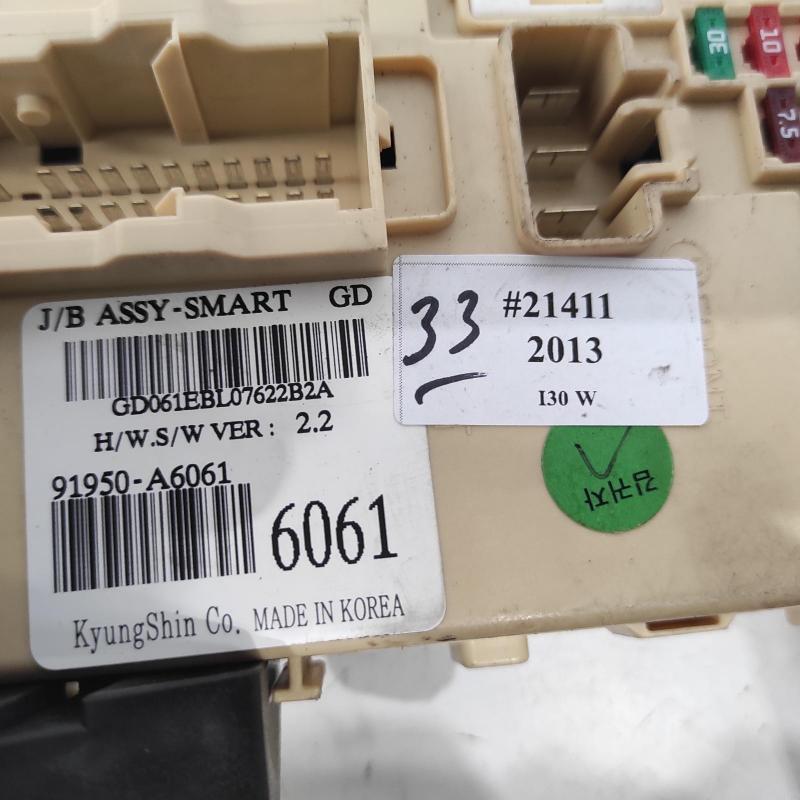 J/B ASSY-SMART GD
GD061EBL07622B2A
H/W.S/W VER : 2.2
91950-A6061
6061
KyungShin Co. MADE IN KOREA
33
#21411
2013
I30 W
30
10
7.5